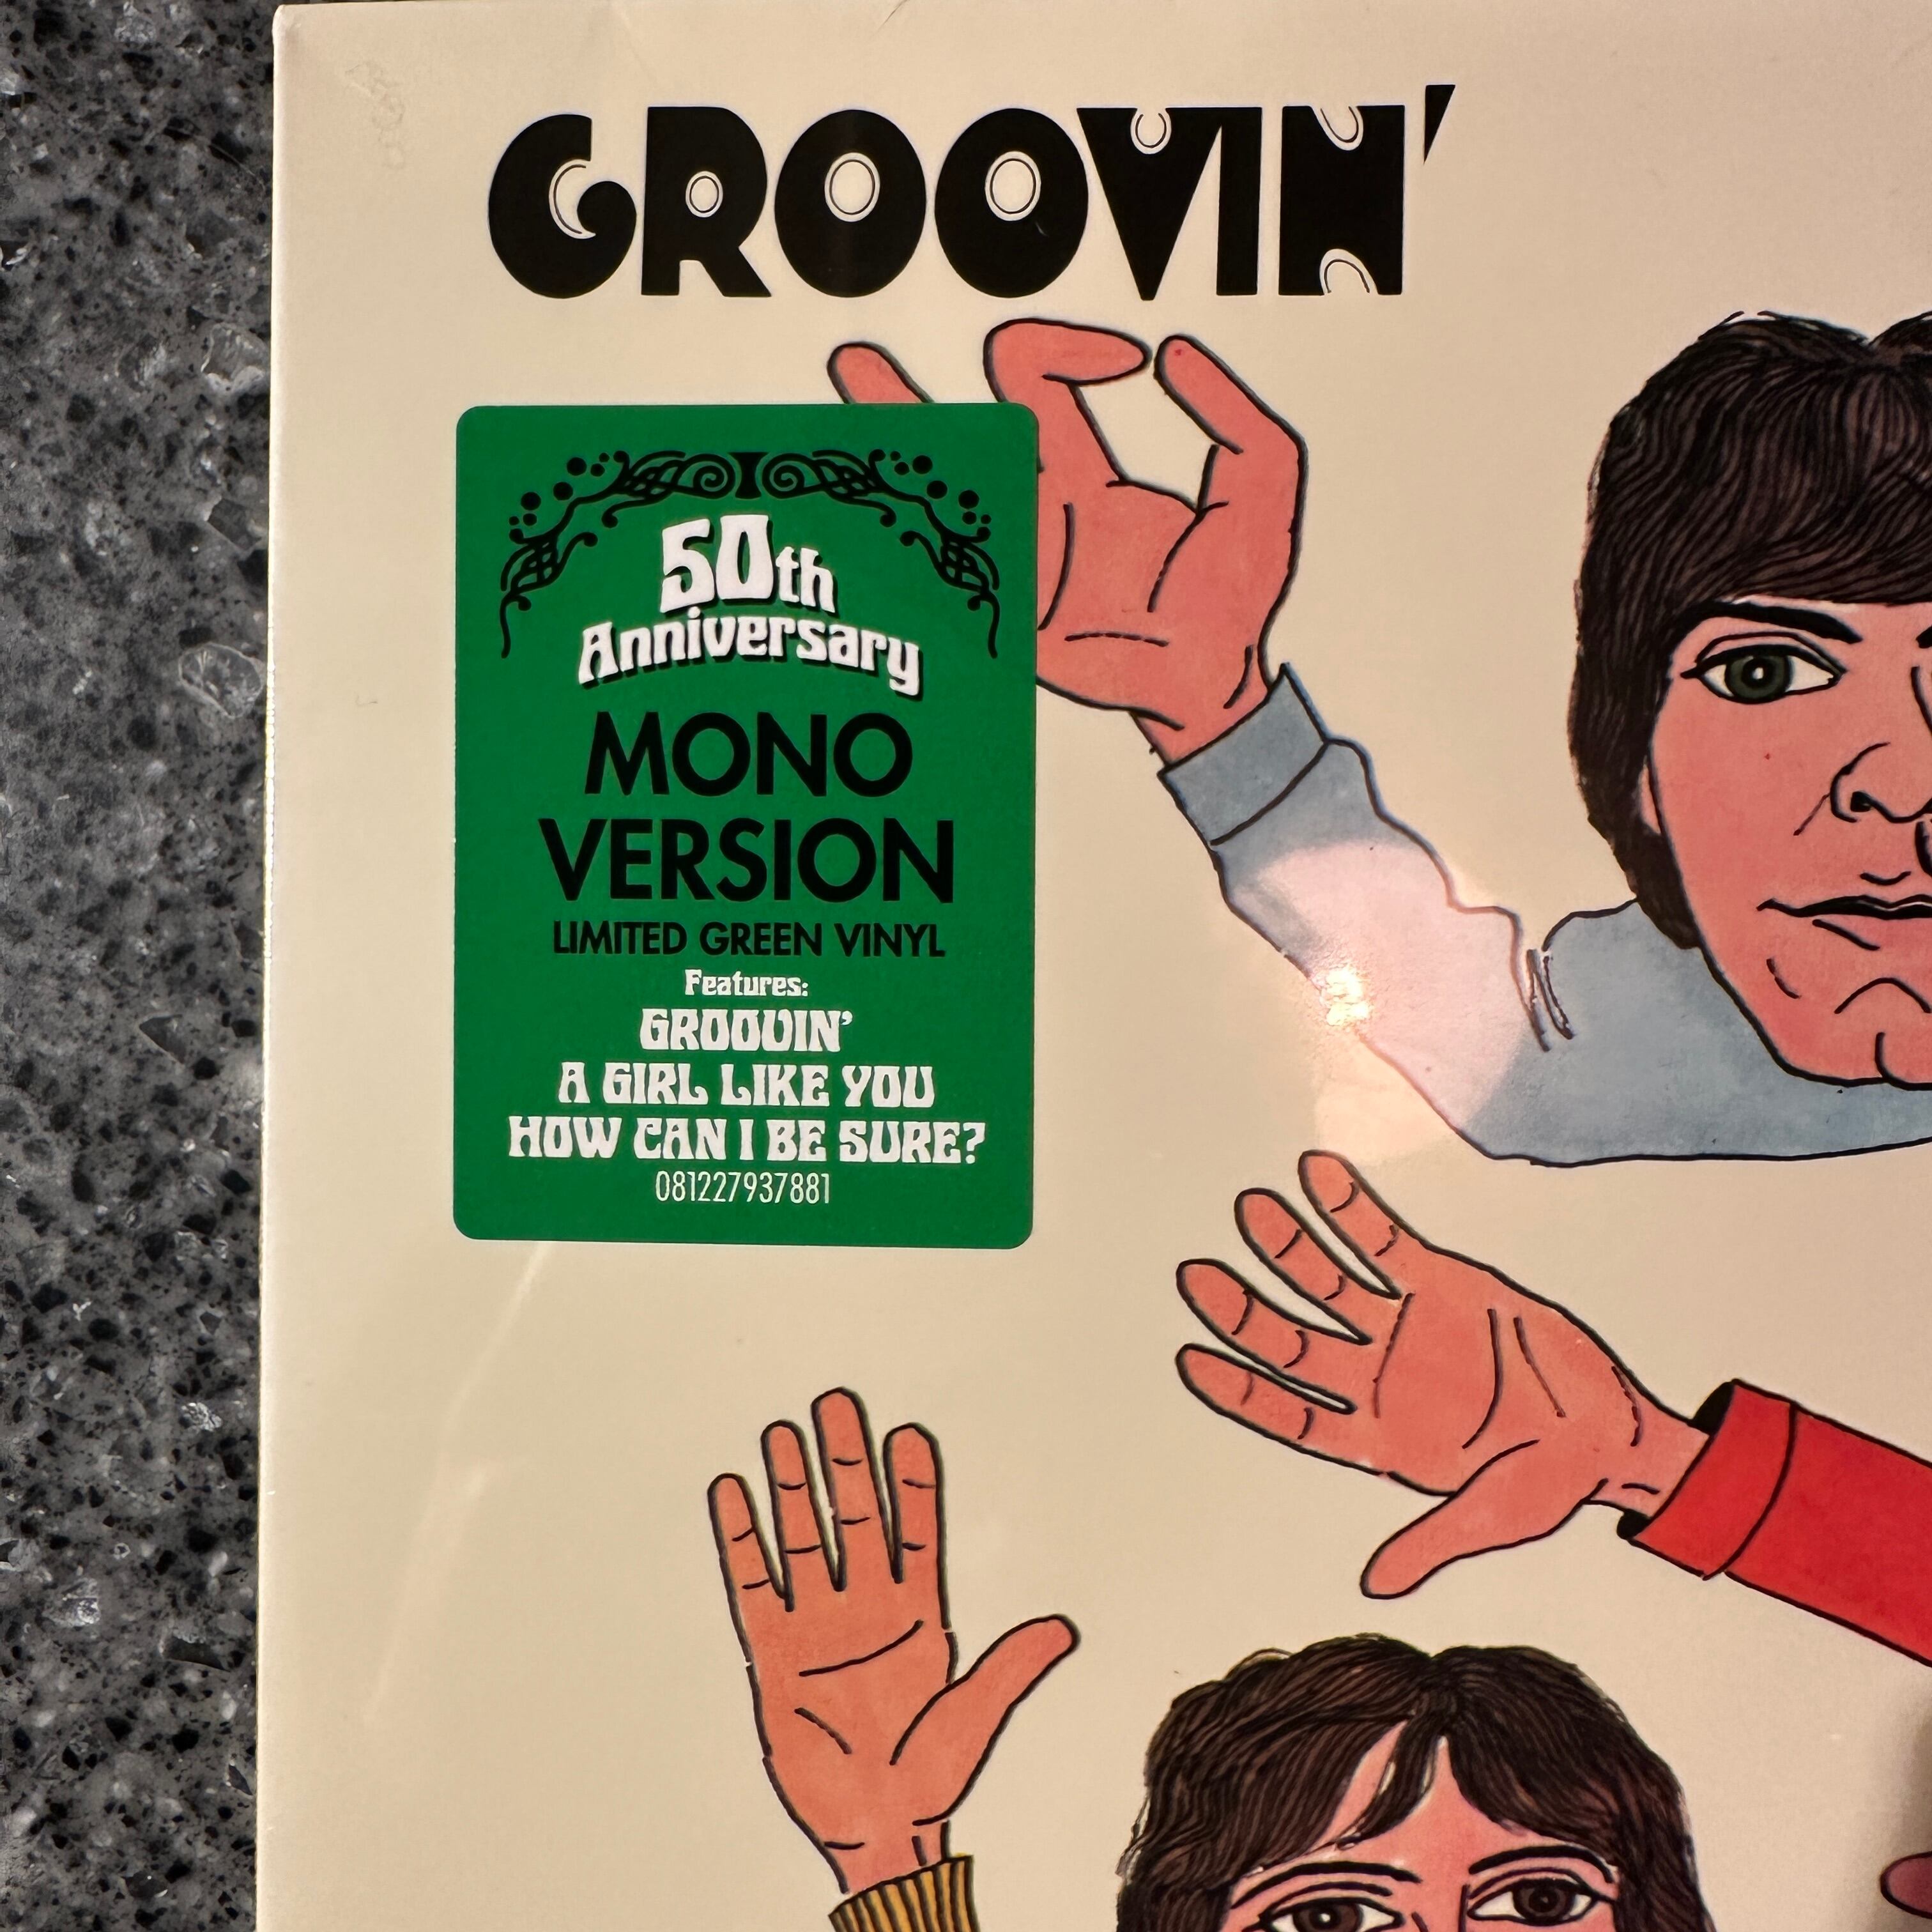 GROOVIN'
50th
Anniversary
MONO
VERSION
LIMITED GREEN VINYL
Features:
GROOVIN'
A GIRL LIKE YOU
HOW CAN I BE SURE?
081227937881